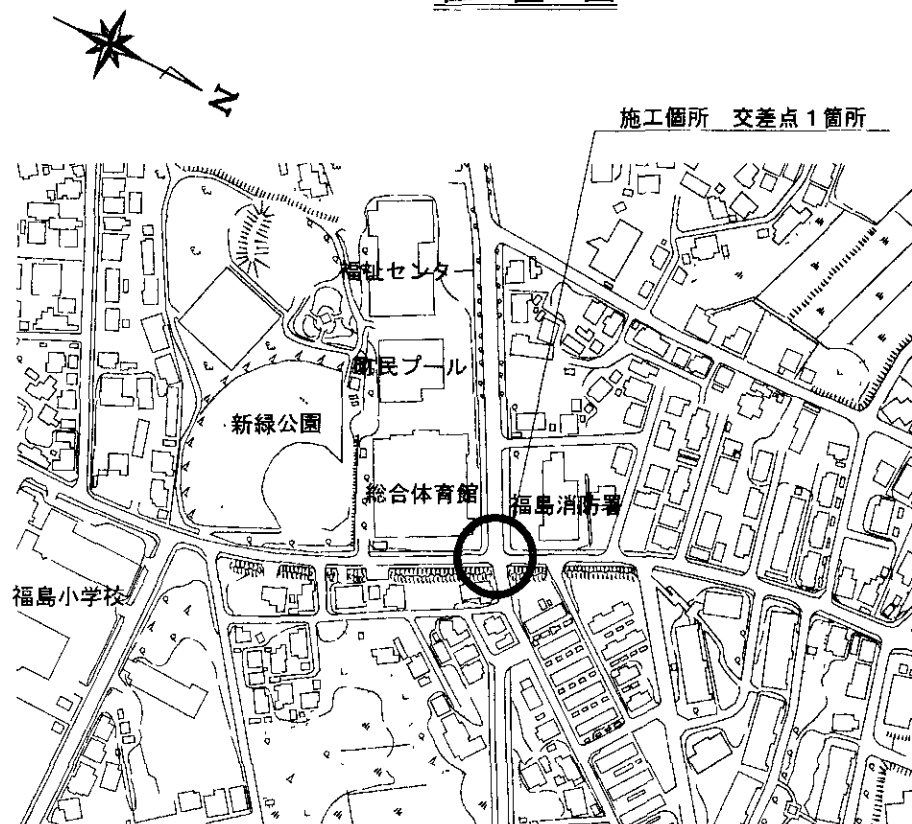 N
施工個所 交差点1箇所
福祉センター
町民プール
新緑公園
総合体育館
福島消防署
福島小学校